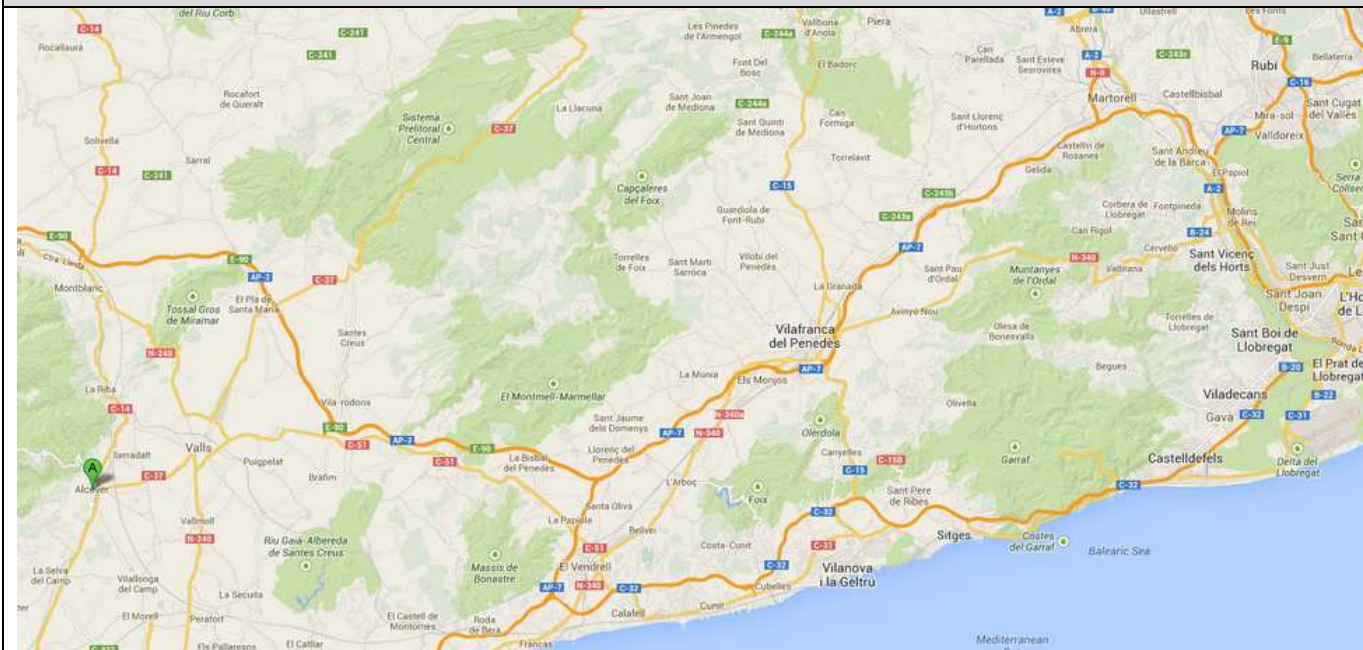 del Riu Corb
C-14
C-241
C-241
Rocallaura
Rocafort
de Queralt
Les Pinedes
de l'Armengol
C-244a
Vallbona
d'Anoia
Piera
A-2
Ullastrell
Les Fonts
Abrera
E-9
Can
Parellada
Sant Esteve
Sesrovires
A-2
N-II
C-243c
Rubí
Bellaterra
Font Del
Bosc
El Badorc
La Llacuna
Sant Joan
de Mediona
C-244a
Martorell
Castellbisbal
C-16
Sant Cugat
del Vallès
Mira-sol
Valldoreix
Sistema
Prelitoral
Central
C-37
Sant Quintí
de Mediona
Can
Formiga
Sant Llorenç
d'Hortons
AP-7
Solivella
Sarral
C-14
C-241
Torrelavit
Castellví de
Rosanes
Gelida
Sant Andreu
de la Barca
El Papiol
A-2
Capçaleres
del Foix
C-15
C-243b
C-243a
Guardiola de
Font-Rubí
Corbera de
Llobregat
Fontpineda
Molins
de Rei
E-90
E-90
AP-2
C-37
AP-7
Can Rigol
B-24
Cervelló
N-340
Vallirana
Sant Vicenç
dels Horts
Sant Just
Desvern
Ctra. Lleida
Montblanc
Torrelles
de Foix
Sant Martí
Sarroca
Vilobí del
Penedès
Sant Pau
d'Ordal
Muntanyes
de l'Ordal
La Granada
Avinyó Nou
Sant Joan
Despí
Tossal Gros
de Miramar
El Pla de
Santa Maria
Santes
Creus
N-240
Vilafranca
del Penedès
Olesa de
Bonesvalls
Torrelles de
Llobregat
Sant Boi de
Llobregat
El Prat de
Llobregat
B-20
B-22
La Riba
C-14
La Múnia
Els Monjos
AP-7
Begues
Viladecans
El Montmell-Marmellar
Vila-rodona
E-90
C-51
AP-2
E-90
Sant Jaume
dels Domenys
N-340a
AP-7
N-340
Olèrdola
Olivella
Gavà
C-32
C-31
Valls
Serradalt
Puigpelat
Bràfim
C-51
La Bisbal
del Penedès
Llorenç del
Penedès
Canyelles
C-15B
Garraf
Castelldefels
Delta del
Llobregat
A
Alcover
C-37
L'Arboç
Foix
C-15
Sant Pere
de Ribes
C-32
Santa Oliva
La Papiola
Vallmoll
N-240
Riu Gaià-Albereda
de Santes Creus
Bellvei
C-32
C-31
Sitges
Costes
del Garraf
Balearic Sea
C-51
Costa-Cunit
La Selva
del Camp
Vilallonga
del Camp
La Secuita
Massís de
Bonastre
El Vendrell
AP-7
N-340
C-32
C-32
Cubelles
Vilanova
i la Geltrú
Cunit
Calafell
El Morell
Perafort
El Castell de
Montornès
Roda
de Berà
Els Pallaresos
El Catllar
Francàs
Mediterranean